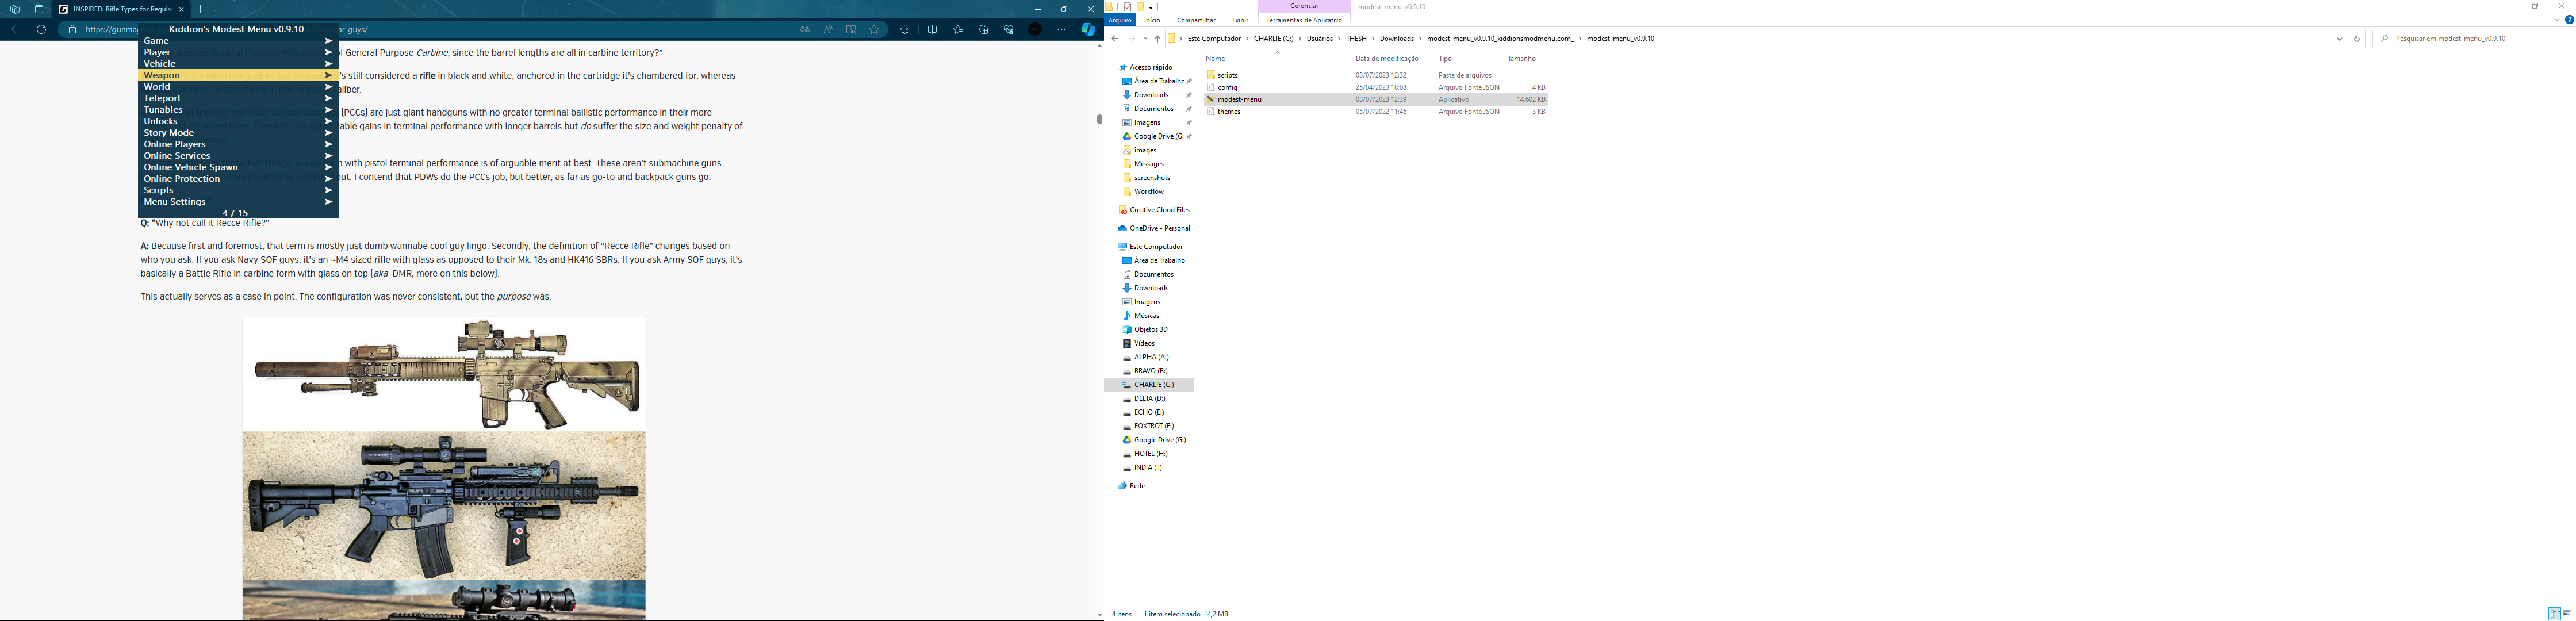 INSPIRED: Rifle Types for Regular
https://gunma
ar-guys/
Kiddion's Modest Menu v0.9.10
Game
Player
Vehicle
Weapon
World
Teleport
Tunables
Unlocks
Story Mode
Online Players
Online Services
Online Vehicle Spawn
Online Protection
Scripts
Menu Settings
4 / 15
of General Purpose Carbine, since the barrel lengths are all in carbine territory?"
's still considered a rifle in black and white, anchored in the cartridge it's chambered for, whereas
aliber.
(PCCs) are just giant handguns with no greater terminal ballistic performance in their more
able gains in terminal performance with longer barrels but do suffer the size and weight penalty of
n with pistol terminal performance is of arguable merit at best. These aren't submachine guns
out. I contend that PDWs do the PCCs job, but better, as far as go-to and backpack guns go.
Q: "Why not call it Recce Rifle?"
A: Because first and foremost, that term is mostly just dumb wannabe cool guy lingo. Secondly, the definition of "Recce Rifle" changes based on
who you ask. If you ask Navy SOF guys, it's an ~M4 sized rifle with glass as opposed to their Mk. 18s and HK416 SBRs. If you ask Army SOF guys, it's
basically a Battle Rifle in carbine form with glass on top (aka DMR, more on this below).
This actually serves as a case in point. The configuration was never consistent, but the purpose was.
Gerenciar
modest-menu_v0.9.10
Arquivo Início Compartilhar Exibir Ferramentas de Aplicativo
Este Computador > CHARLIE (C:) > Usuários > THESH > Downloads > modest-menu_v0.9.10_kiddionsmodmenu.com_ > modest-menu_v0.9.10
Pesquisar em modest-menu_v0.9.10
Acesso rápido
Área de Trabalho
Downloads
Documentos
Imagens
Google Drive (G:
images
Messages
screenshots
Workflow
Creative Cloud Files
OneDrive - Personal
Este Computador
Área de Trabalho
Documentos
Downloads
Imagens
Músicas
Objetos 3D
Vídeos
ALPHA (A:)
BRAVO (B:)
CHARLIE (C:)
DELTA (D:)
ECHO (E:)
FOXTROT (F:)
Google Drive (G:)
HOTEL (H:)
INDIA (I:)
Rede
Nome Data de modificação Tipo Tamanho
scripts 08/07/2023 12:32 Pasta de arquivos
config 25/04/2023 18:08 Arquivo Fonte JSON 4 KB
modest-menu 08/07/2023 12:39 Aplicativo 14.602 KB
themes 05/07/2022 11:46 Arquivo Fonte JSON 3 KB
4 itens 1 item selecionado 14,2 MB